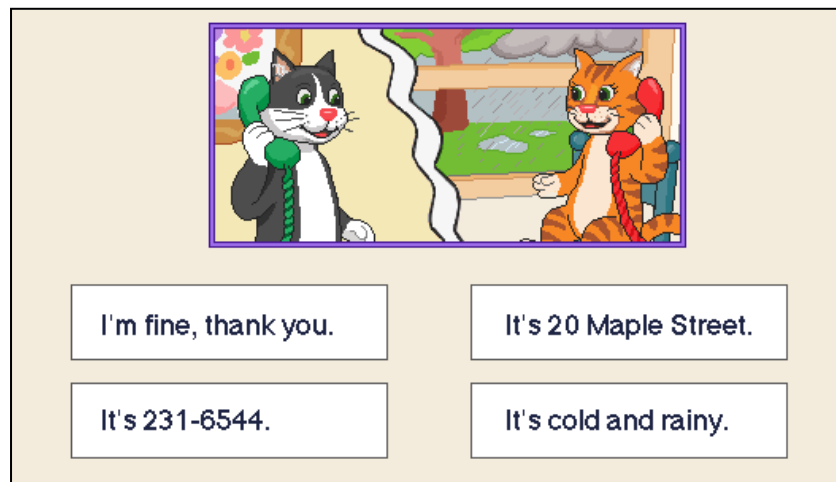 I'm fine, thank you.
It's 20 Maple Street.
It's 231-6544.
It's cold and rainy.